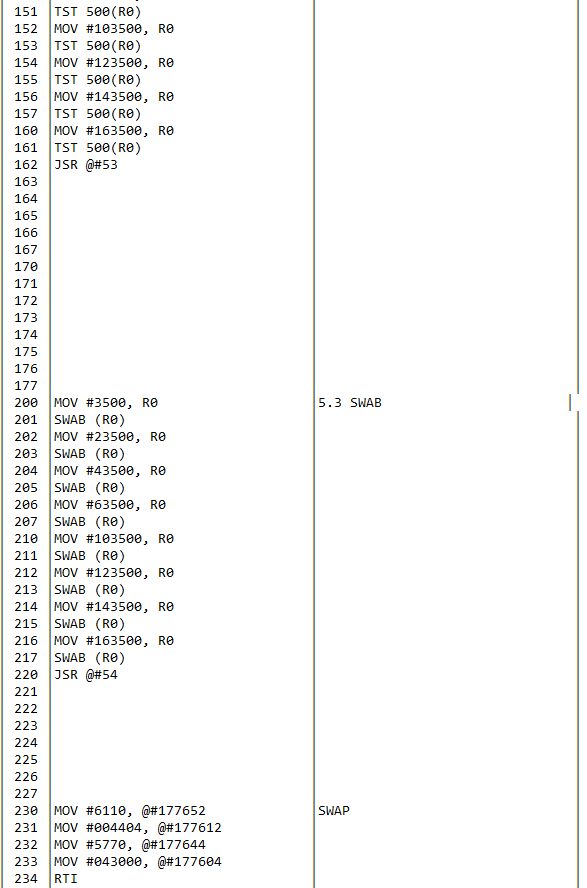 151 TST 500(R0)
152 MOV #103500, R0
153 TST 500(R0)
154 MOV #123500, R0
155 TST 500(R0)
156 MOV #143500, R0
157 TST 500(R0)
160 MOV #163500, R0
161 TST 500(R0)
162 JSR @#53
163
164
165
166
167
170
171
172
173
174
175
176
177
200 MOV #3500, R0 5.3 SWAB
201 SWAB (R0)
202 MOV #23500, R0
203 SWAB (R0)
204 MOV #43500, R0
205 SWAB (R0)
206 MOV #63500, R0
207 SWAB (R0)
210 MOV #103500, R0
211 SWAB (R0)
212 MOV #123500, R0
213 SWAB (R0)
214 MOV #143500, R0
215 SWAB (R0)
216 MOV #163500, R0
217 SWAB (R0)
220 JSR @#54
221
222
223
224
225
226
227
230 MOV #6110, @#177652 SWAP
231 MOV #004404, @#177612
232 MOV #5770, @#177644
233 MOV #043000, @#177604
234 RTI